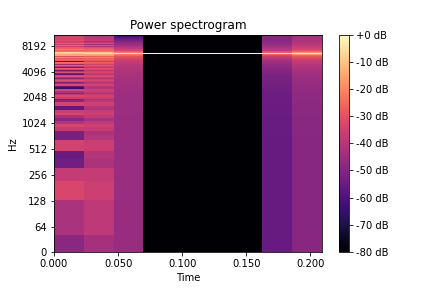 Power spectrogram
8192
4096
2048
1024
512
256
128
64
0
Hz
0.000 0.050 0.100 0.150 0.200
Time
+0 dB
-10 dB
-20 dB
-30 dB
-40 dB
-50 dB
-60 dB
-70 dB
-80 dB